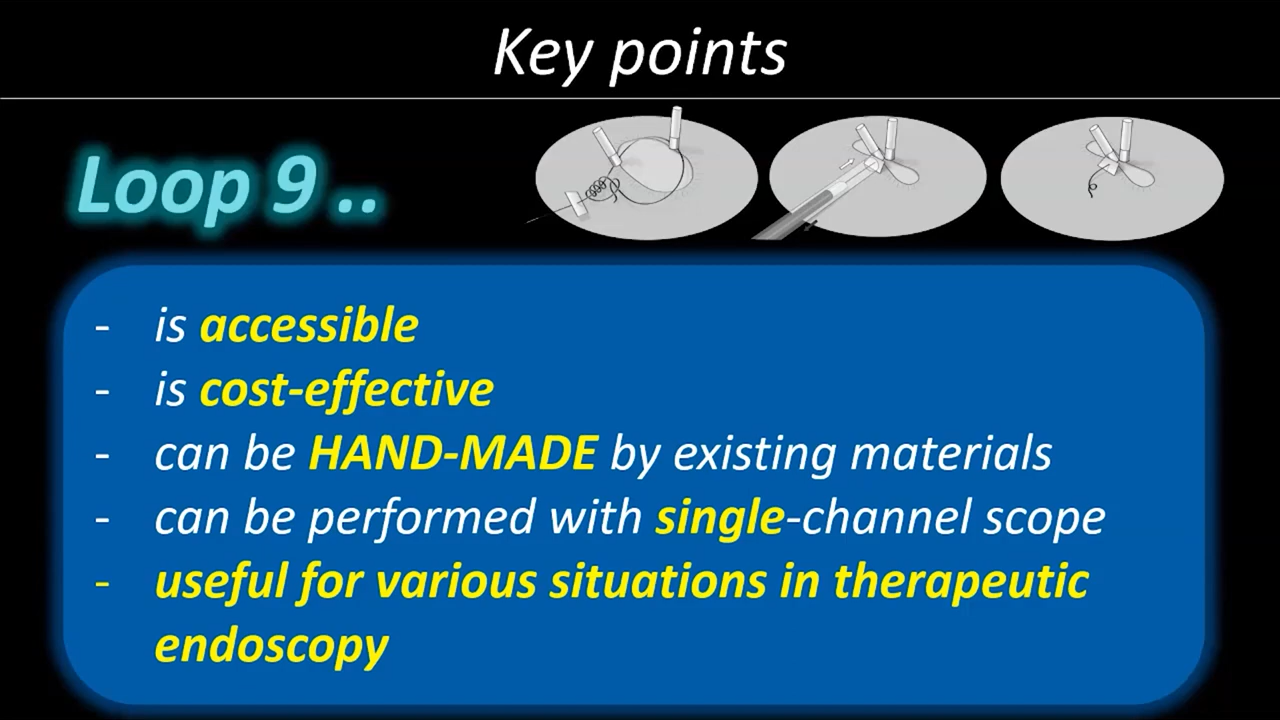 Key points
Loop 9 ..
- is accessible
- is cost-effective
- can be HAND-MADE by existing materials
- can be performed with single-channel scope
- useful for various situations in therapeutic
endoscopy